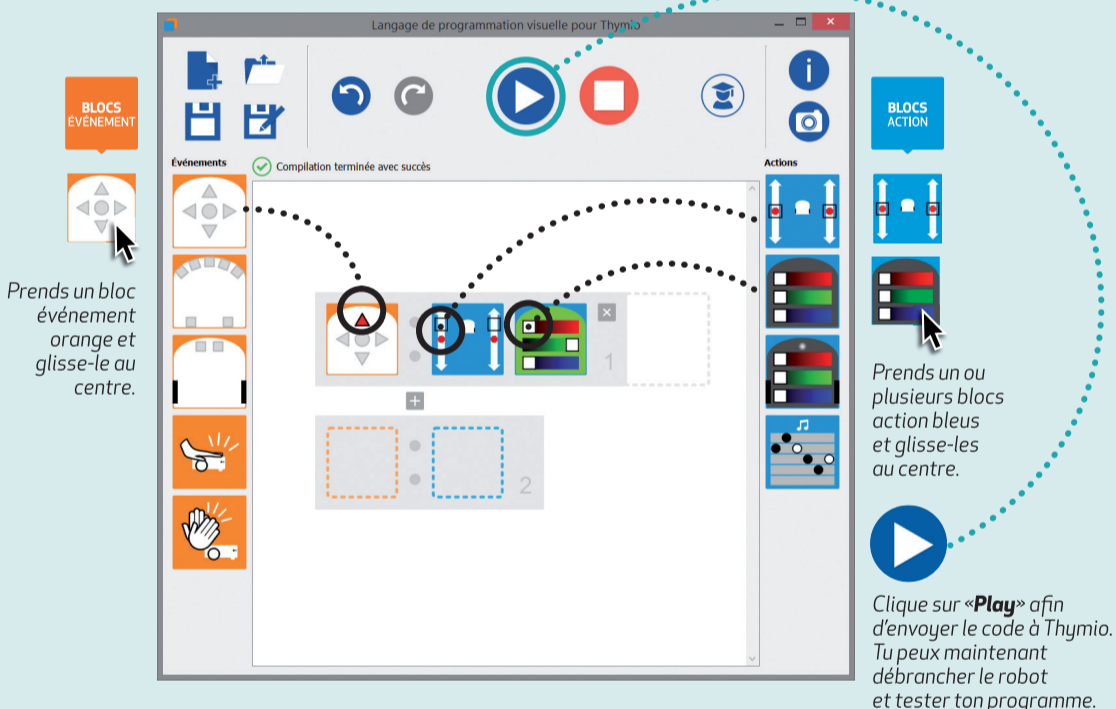 Langage de programmation visuelle pour Thymio
BLOCS
ÉVÉNEMENT
Prends un bloc
événement
orange et
glisse-le au
centre.
Événements
Compilation terminée avec succès
Actions
1
2
BLOCS
ACTION
Prends un ou
plusieurs blocs
action bleus
et glisse-les
au centre.
Clique sur «Play» afin
d'envoyer le code à Thymio.
Tu peux maintenant
débrancher le robot
et tester ton programme.